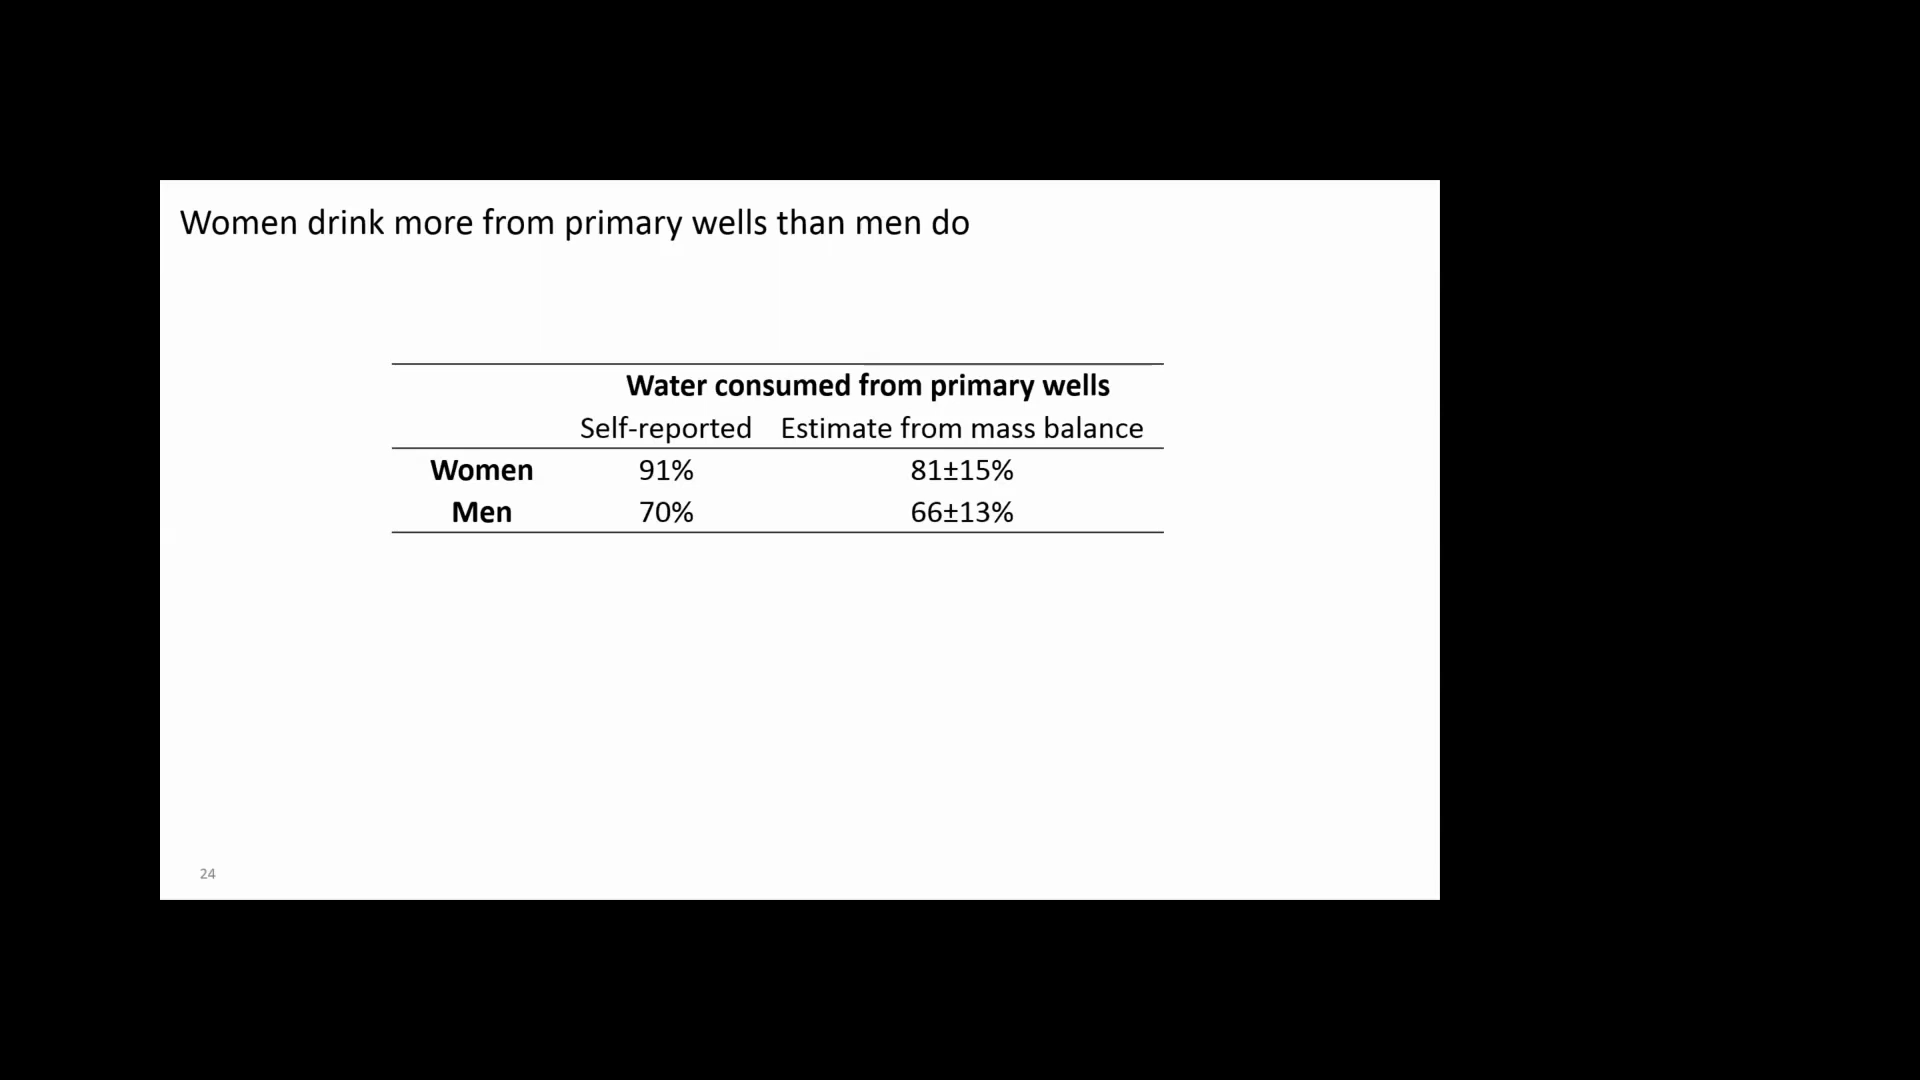 Women drink more from primary wells than men do
Water consumed from primary wells
Self-reported Estimate from mass balance
Women 91% 81±15%
Men 70% 66±13%
24